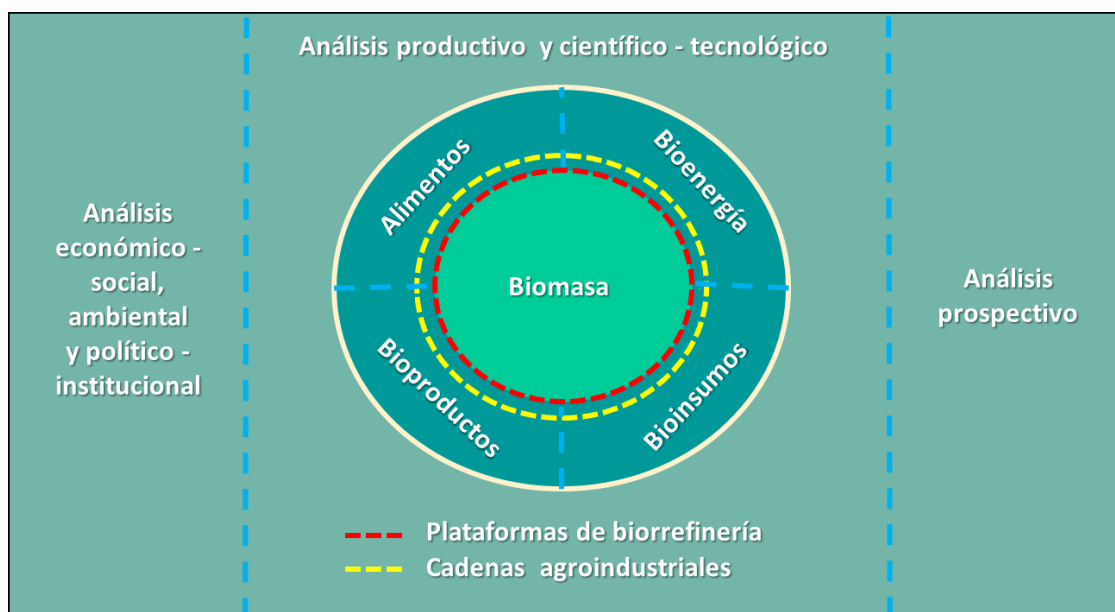 Análisis productivo y científico - tecnológico
Alimentos
Bioenergía
Análisis
económico -
social,
ambiental
y político -
institucional
Biomasa
Análisis
prospectivo
Bioproductos
Bioinsumos
Plataformas de biorrefinería
Cadenas agroindustriales